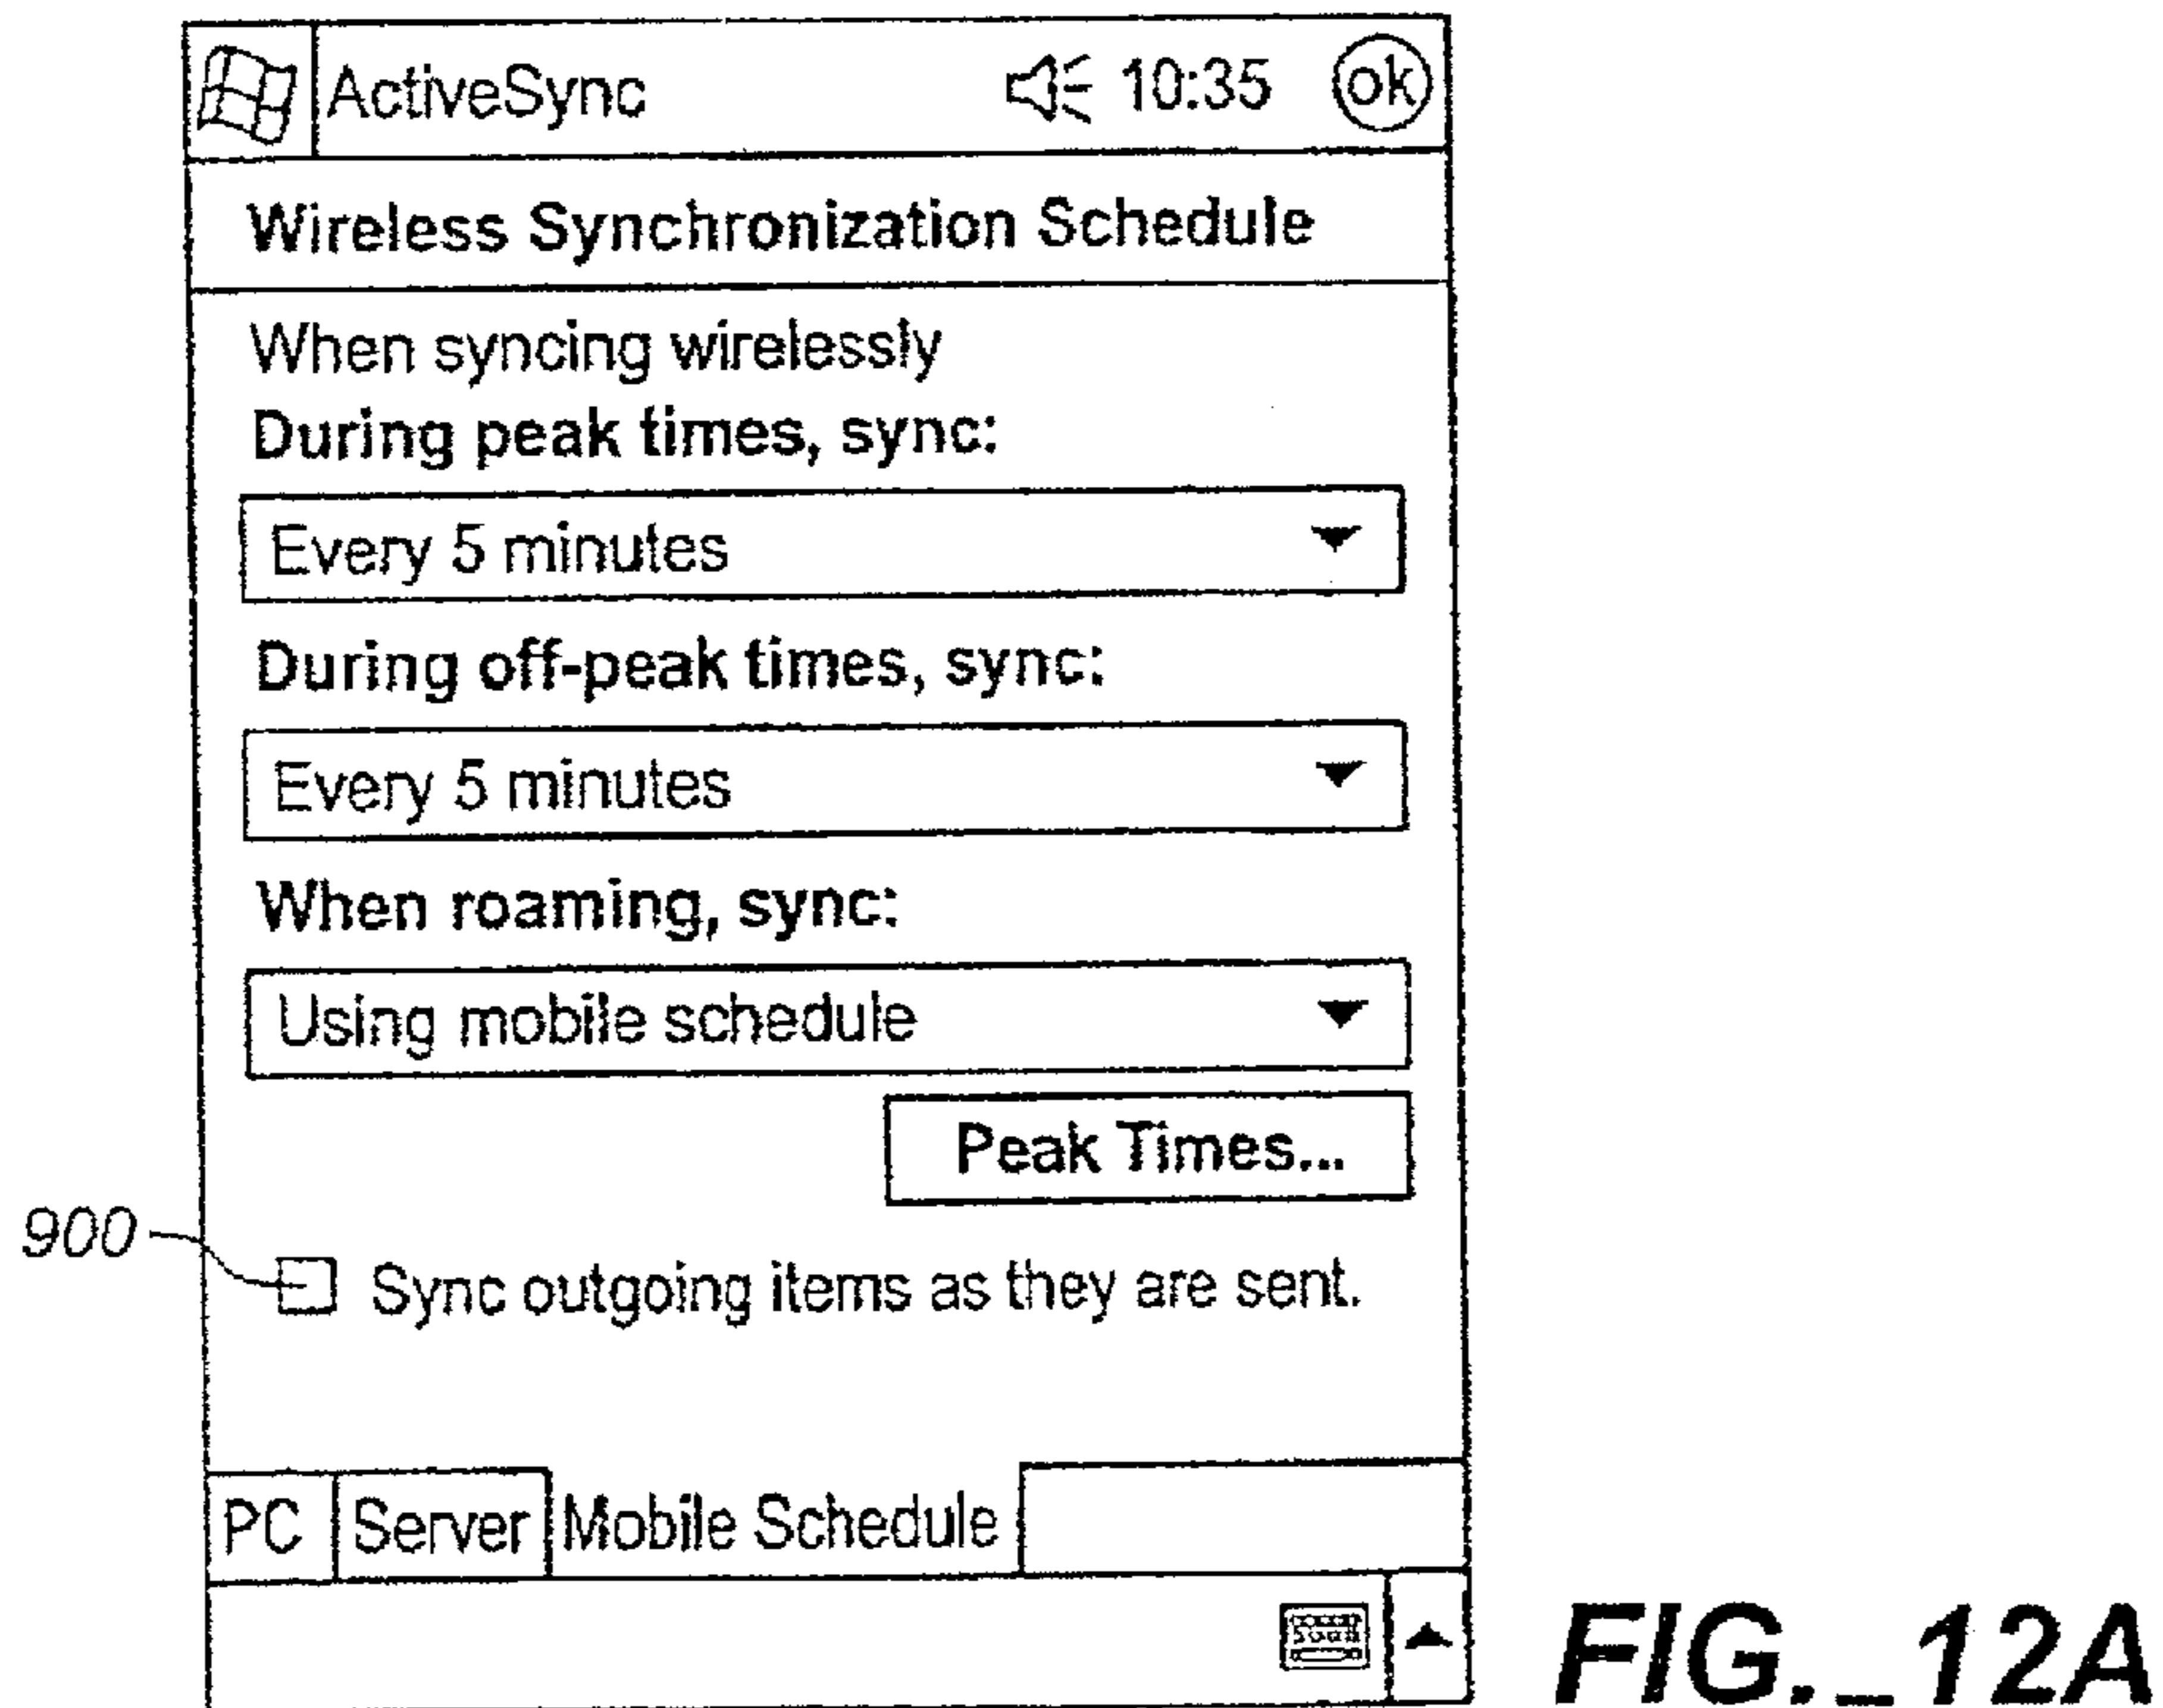 ActiveSync 10:35 ok
Wireless Synchronization Schedule
When syncing wirelessly
During peak times, sync:
Every 5 minutes
During off-peak times, sync:
Every 5 minutes
When roaming, sync:
Using mobile schedule
Peak Times...
900
Sync outgoing items as they are sent.
PC Server Mobile Schedule
FIG._12A